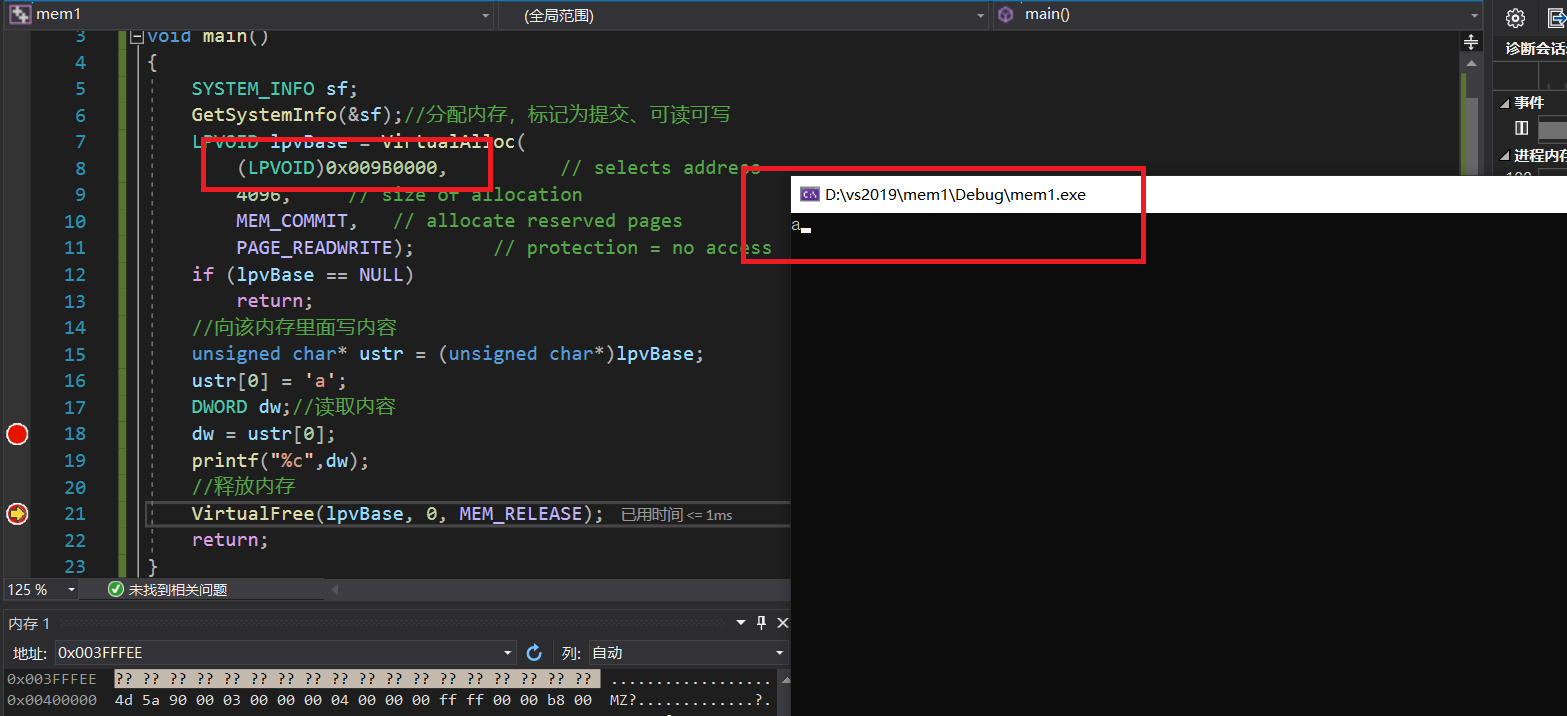 mem1 (全局范围) main()
诊断会话
3 void main()
4 {
5 SYSTEM_INFO sf;
6 GetSystemInfo(&sf);//分配内存，标记为提交、可读可写
7 LPVOID lpvBase = VirtualAlloc(
8 (LPVOID)0x009B0000, // selects address
9 4096, // size of allocation
10 MEM_COMMIT, // allocate reserved pages
11 PAGE_READWRITE); // protection = no access
12 if (lpvBase == NULL)
13 return;
14 //向该内存里面写内容
15 unsigned char* ustr = (unsigned char*)lpvBase;
16 ustr[0] = 'a';
17 DWORD dw;//读取内容
18 dw = ustr[0];
19 printf("%c",dw);
20 //释放内存
21 VirtualFree(lpvBase, 0, MEM_RELEASE); 已用时间 <= 1ms
22 return;
23 }
事件
进程内存
D:\vs2019\mem1\Debug\mem1.exe
a
125 % 未找到相关问题
内存 1
地址: 0x003FFFEE 列: 自动
0x003FFFEE ?? ?? ?? ?? ?? ?? ?? ?? ?? ?? ?? ?? ?? ?? ?? ?? ?? ?? ..................
0x00400000 4d 5a 90 00 03 00 00 00 04 00 00 00 ff ff 00 00 b8 00 MZ?.............?.